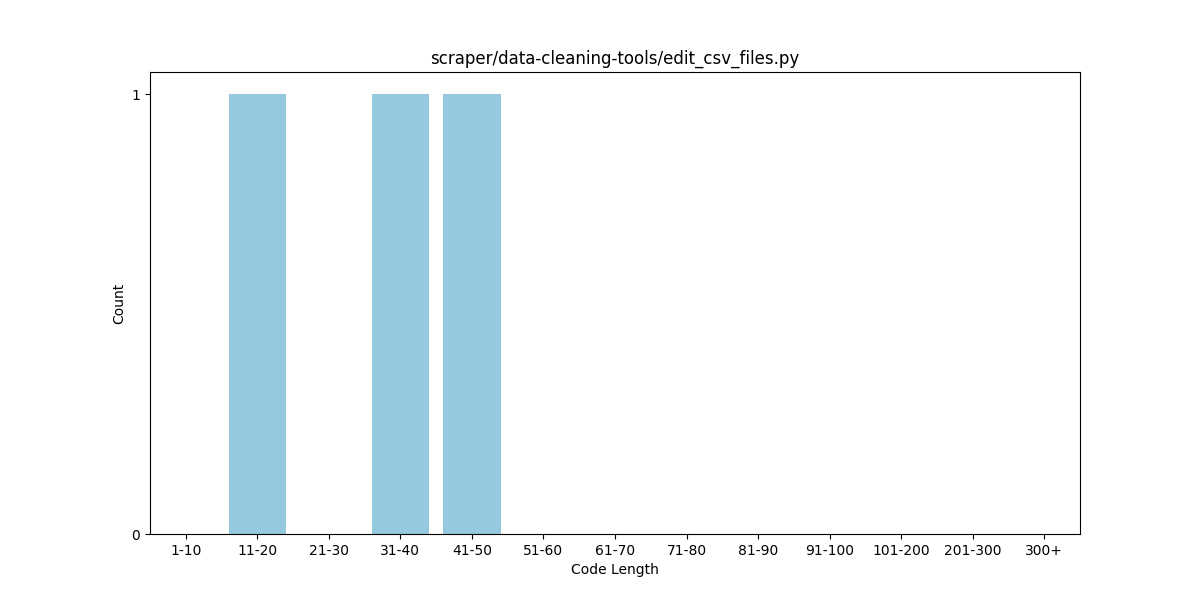 scraper/data-cleaning-tools/edit_csv_files.py
1
Count
0
1-10 11-20 21-30 31-40 41-50 51-60 61-70 71-80 81-90 91-100 101-200 201-300 300+
Code Length